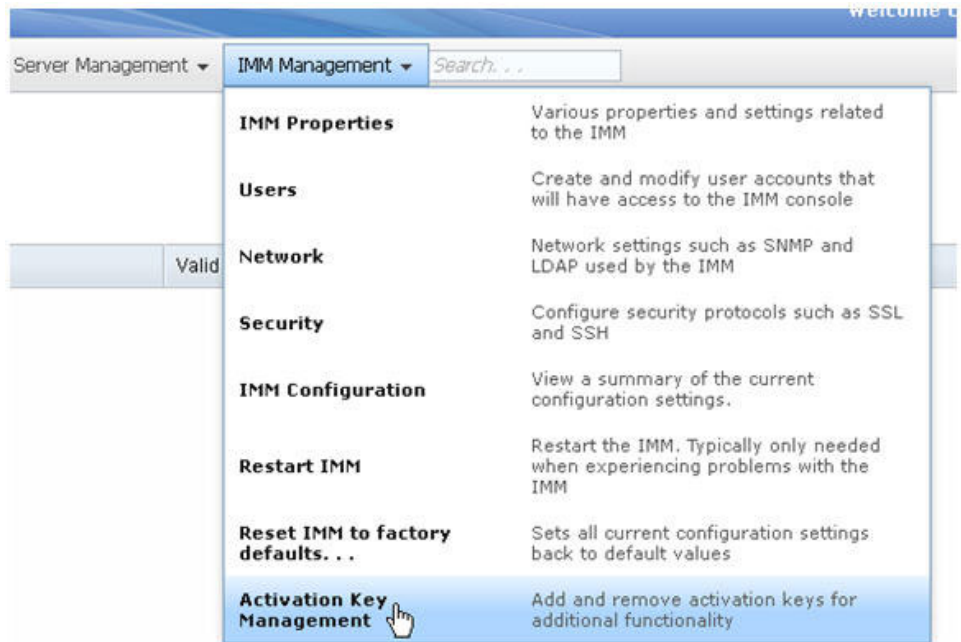 Welcome
Server Management
IMM Management
Search. . .
Valid
IMM Properties
Various properties and settings related
to the IMM
Users
Create and modify user accounts that
will have access to the IMM console
Network
Network settings such as SNMP and
LDAP used by the IMM
Security
Configure security protocols such as SSL
and SSH
IMM Configuration
View a summary of the current
configuration settings.
Restart IMM
Restart the IMM. Typically only needed
when experiencing problems with the
IMM
Reset IMM to factory
defaults. . .
Sets all current configuration settings
back to default values
Activation Key
Management
Add and remove activation keys for
additional functionality